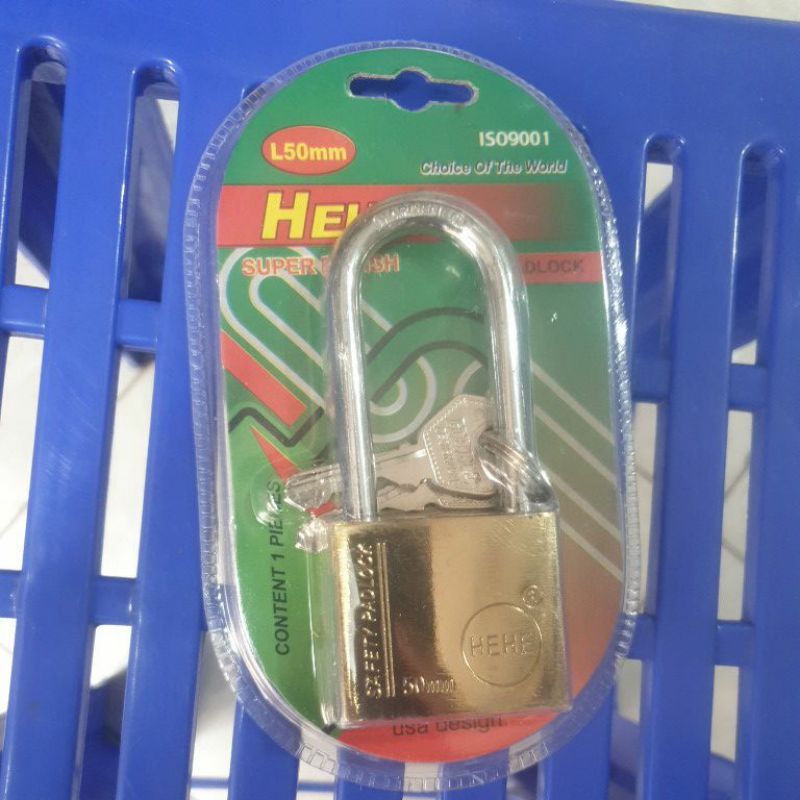 L50mm
ISO9001
Choice Of The World
SUPER
DLOCK
CONTENT 1 PIECES
SAFETY PADLOCK
50mm
HEHE
®
usa design